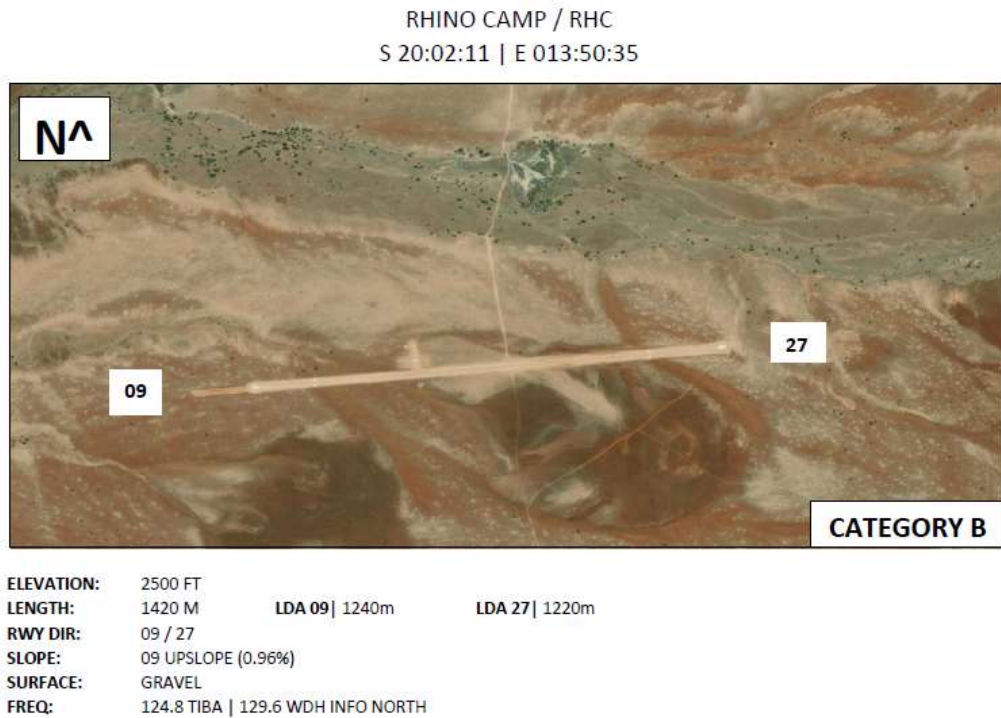 RHINO CAMP / RHC
S 20:02:11 | E 013:50:35
N^
27
09
CATEGORY B
ELEVATION: 2500 FT
LENGTH: 1420 M LDA 09| 1240m LDA 27| 1220m
RWY DIR: 09 / 27
SLOPE: 09 UPSLOPE (0.96%)
SURFACE: GRAVEL
FREQ: 124.8 TIBA | 129.6 WDH INFO NORTH